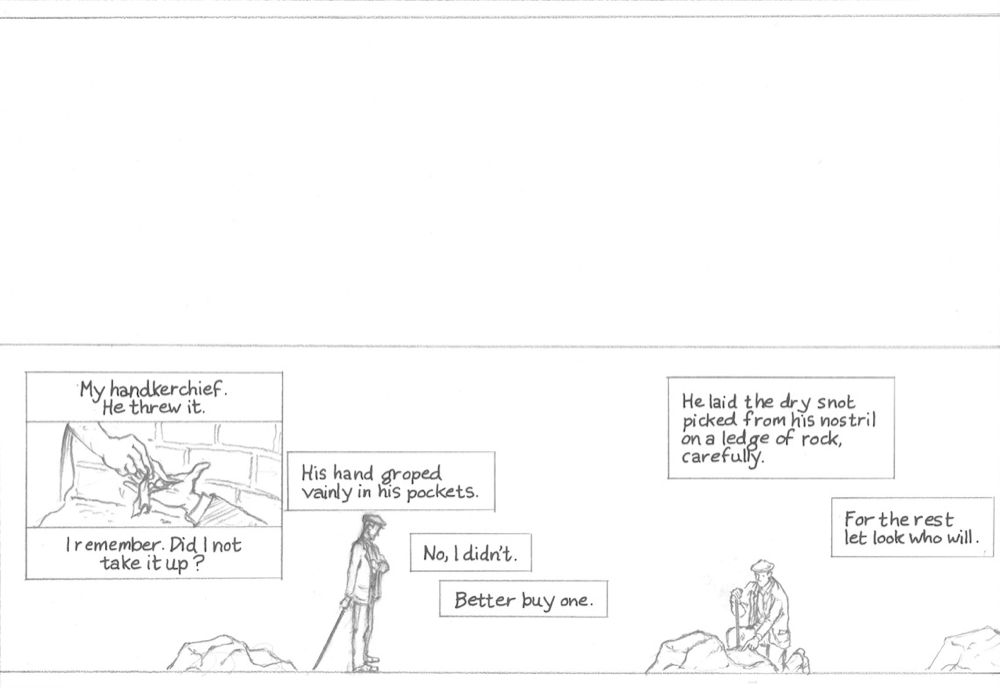 My handkerchief.
He threw it.
I remember. Did I not
take it up?
His hand groped
vainly in his pockets.
No, I didn't.
Better buy one.
He laid the dry snot
picked from his nostril
on a ledge of rock,
carefully.
For the rest
let look who will.